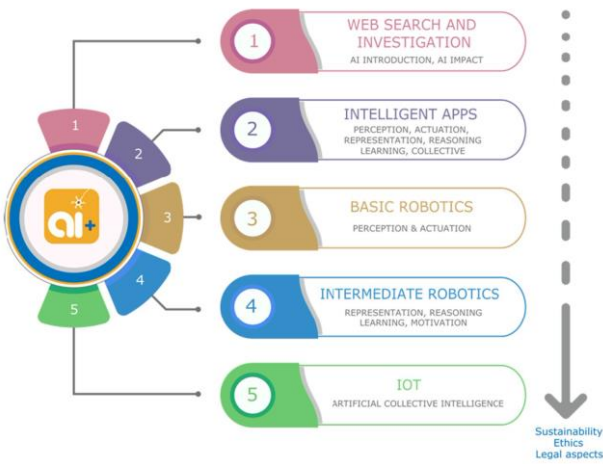 1
2
3
4
5
ai+
1
WEB SEARCH AND
INVESTIGATION
AI INTRODUCTION, AI IMPACT
2
INTELLIGENT APPS
PERCEPTION, ACTUATION,
REPRESENTATION, REASONING
LEARNING, COLLECTIVE
3
BASIC ROBOTICS
PERCEPTION & ACTUATION
4
INTERMEDIATE ROBOTICS
REPRESENTATION, REASONING
LEARNING, MOTIVATION
5
IOT
ARTIFICIAL COLLECTIVE INTELLIGENCE
Sustainability
Ethics
Legal aspects